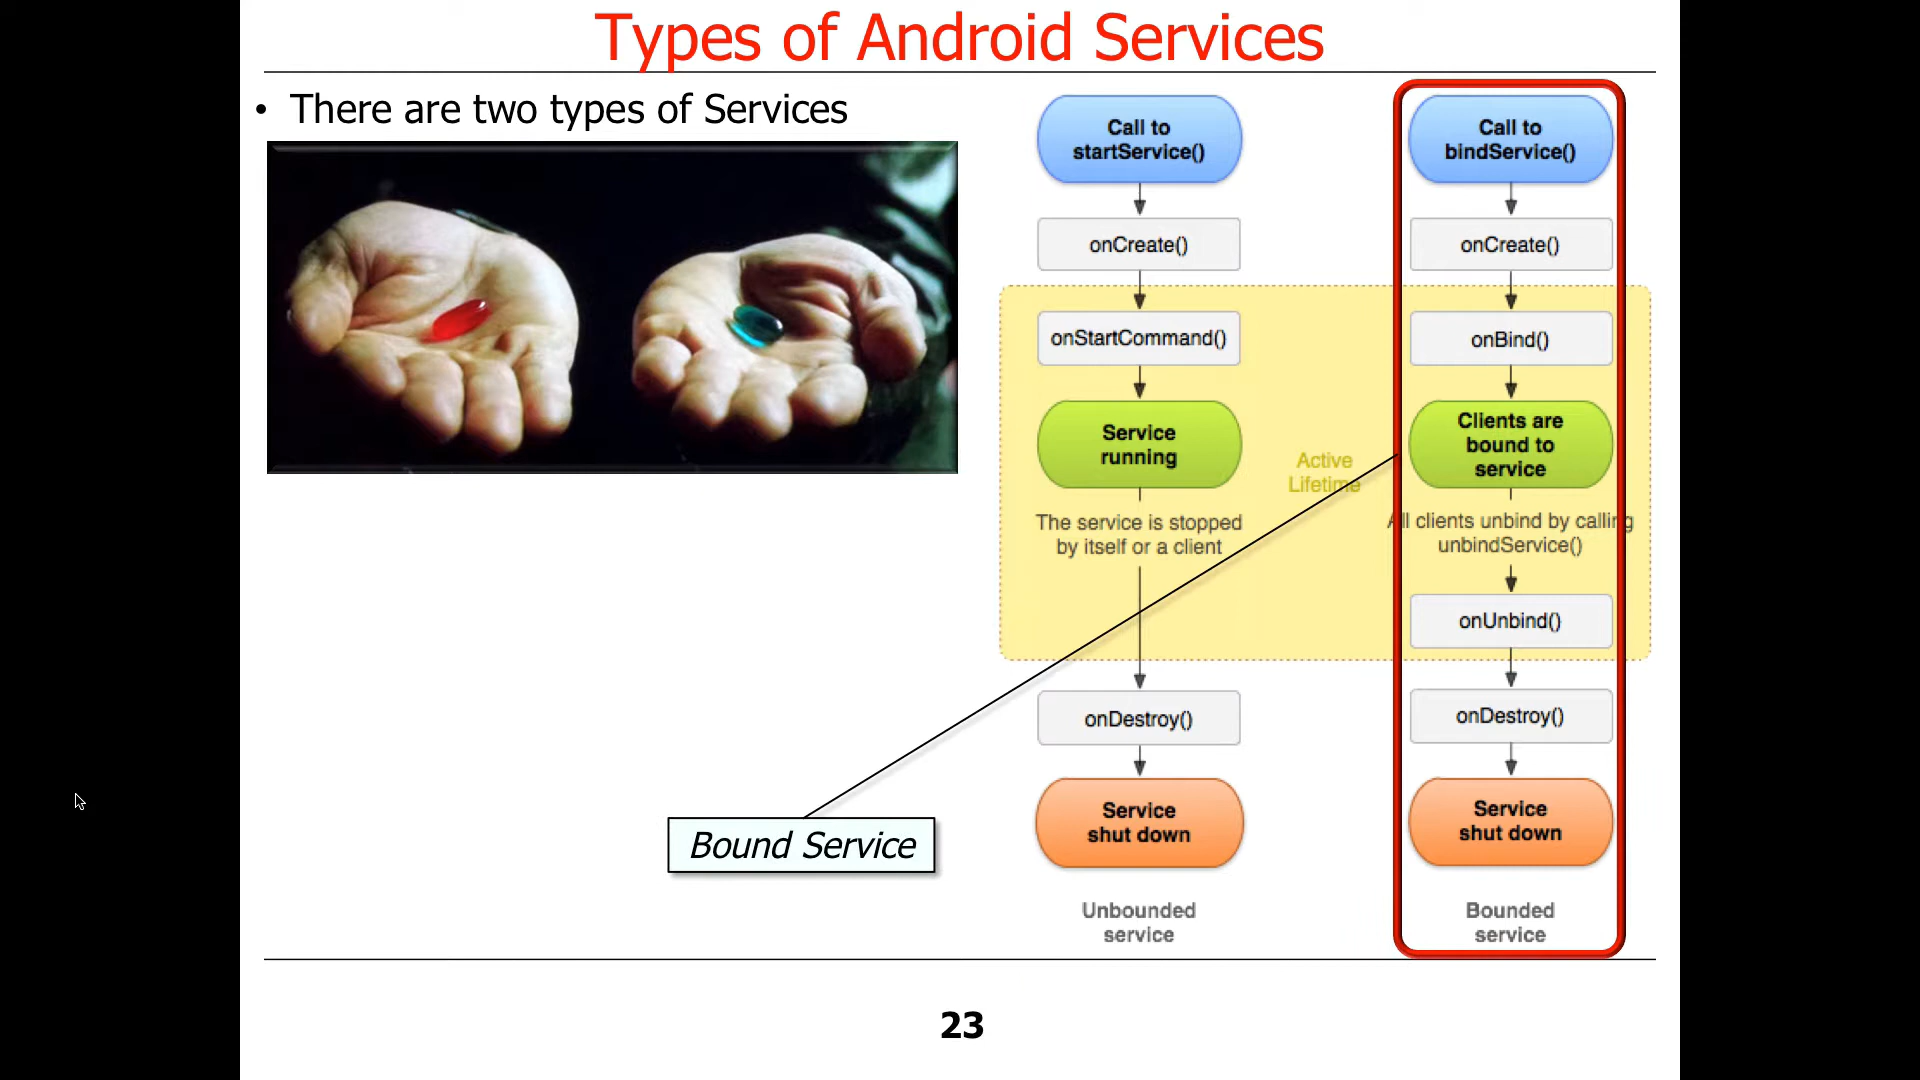 Types of Android Services
• There are two types of Services
Call to
startService()
onCreate()
onStartCommand()
Service
running
The service is stopped
by itself or a client
onDestroy()
Service
shut down
Unbounded
service
Active
Lifetime
Call to
bindService()
onCreate()
onBind()
Clients are
bound to
service
All clients unbind by calling
unbindService()
onUnbind()
onDestroy()
Service
shut down
Bounded
service
Bound Service
23